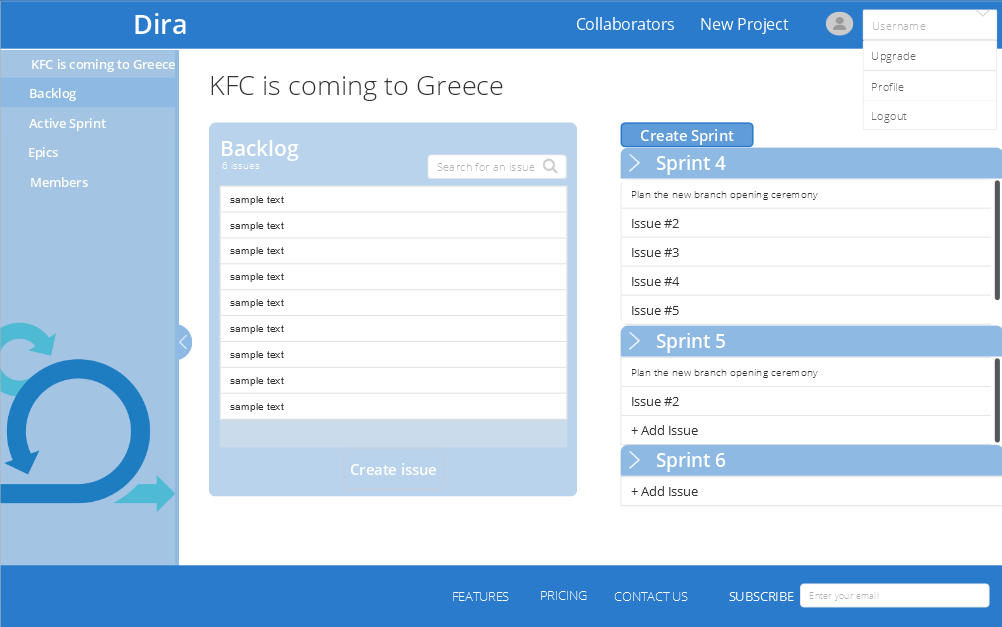 Dira
Collaborators
New Project
Username
Upgrade
Profile
Logout
KFC is coming to Greece
Backlog
Active Sprint
Epics
Members
KFC is coming to Greece
Backlog
6 issues
Search for an issue
sample text
sample text
sample text
sample text
sample text
sample text
sample text
sample text
sample text
Create issue
Create Sprint
Sprint 4
Plan the new branch opening ceremony
Issue #2
Issue #3
Issue #4
Issue #5
Sprint 5
Plan the new branch opening ceremony
Issue #2
+ Add Issue
Sprint 6
+ Add Issue
FEATURES
PRICING
CONTACT US
SUBSCRIBE
Enter your email